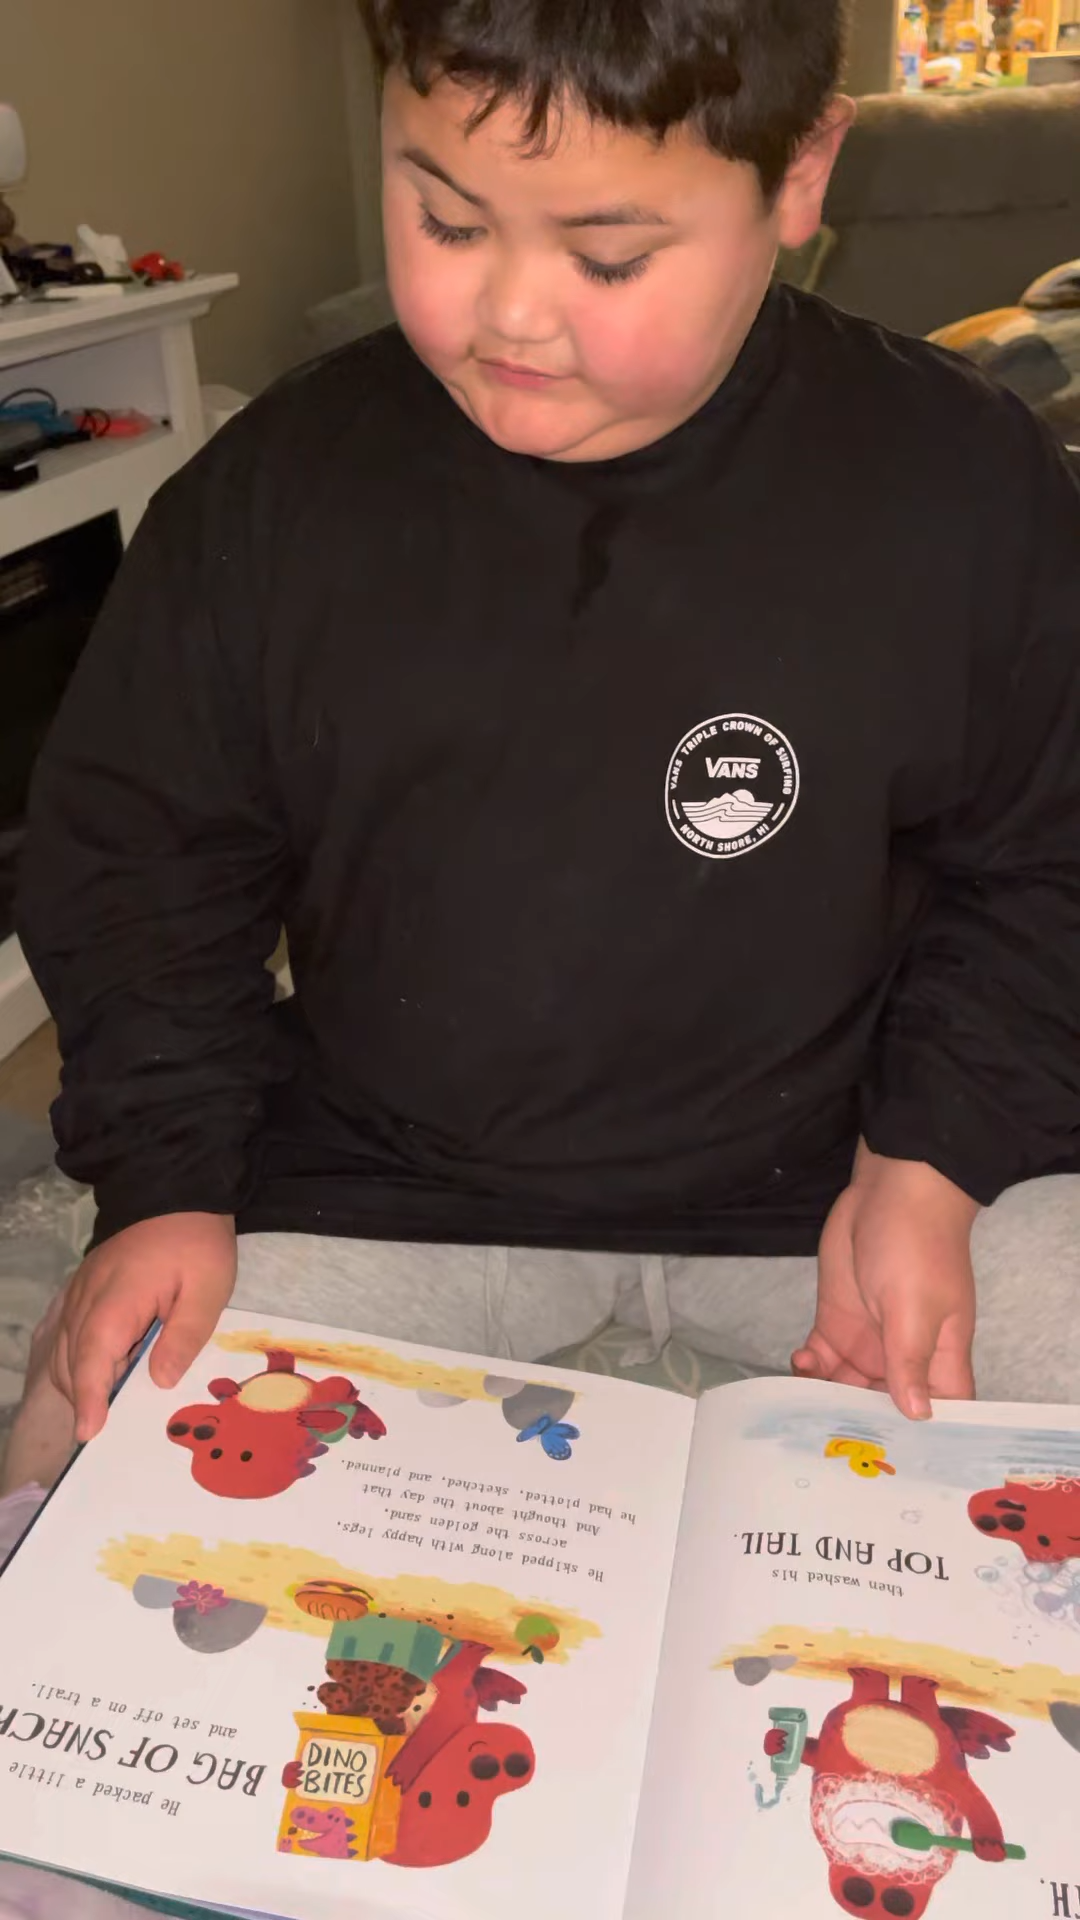 VANS TRIPLE CROWN OF SURFING
VANS
NORTH SHORE, HI
TH.
then washed his
TOP AND TAIL.
He packed a little
BAG OF SNACK
and set off on a trail.
DINO
BITES
He skipped along with happy legs,
across the golden sand.
And thought about the day that
he had plotted, sketched, and planned.